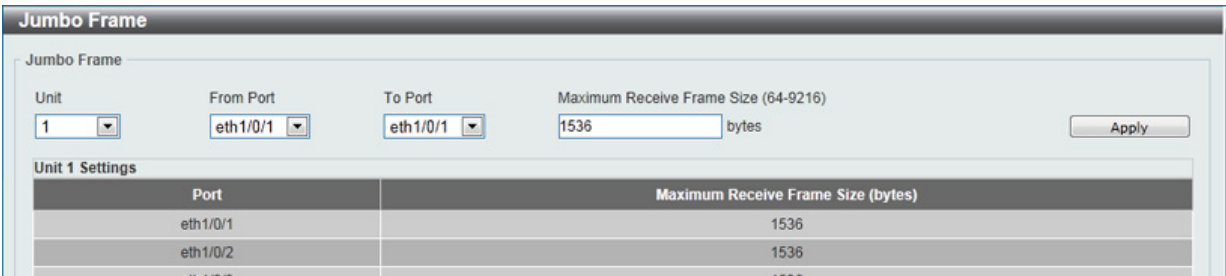 Jumbo Frame
Jumbo Frame
Unit From Port To Port Maximum Receive Frame Size (64-9216)
1 eth1/0/1 eth1/0/1 1536 bytes Apply
Unit 1 Settings
Port Maximum Receive Frame Size (bytes)
eth1/0/1 1536
eth1/0/2 1536